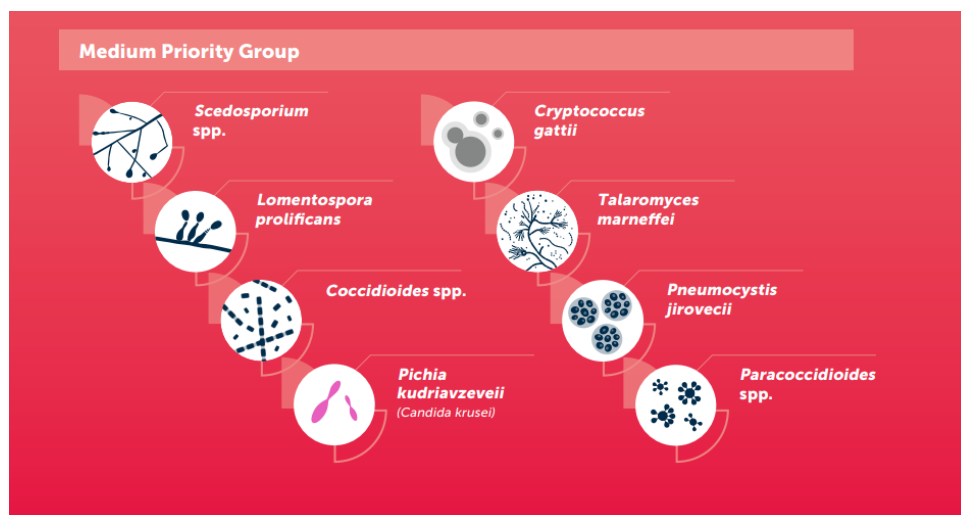 Medium Priority Group
Scedosporium
spp.
Lomentospora
prolificans
Coccidioides spp.
Pichia
kudriavzeveii
(Candida krusei)
Cryptococcus
gattii
Talaromyces
marneffei
Pneumocystis
jirovecii
Paracoccidioides
spp.